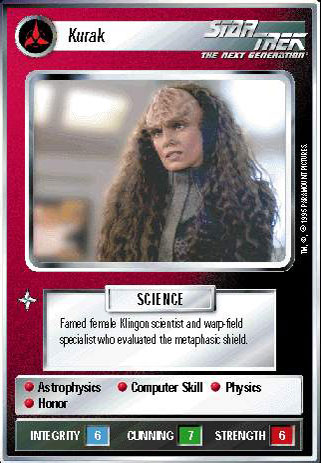 Kurak
STAR TREK
THE NEXT GENERATION
TM, ©, © 1995 PARAMOUNT PICTURES.
SCIENCE
Famed female Klingon scientist and warp-field
specialist who evaluated the metaphasic shield.
Astrophysics Computer Skill Physics
Honor
INTEGRITY 6 CUNNING 7 STRENGTH 6